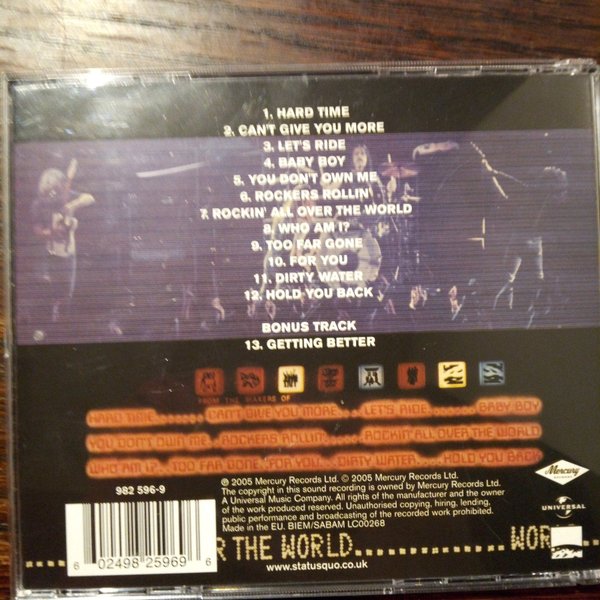 1. HARD TIME
2. CAN'T GIVE YOU MORE
3. LET'S RIDE
4. BABY BOY
5. YOU DON'T OWN ME
6. ROCKERS ROLLIN'
7. ROCKIN' ALL OVER THE WORLD
8. WHO AM I?
9. TOO FAR GONE
10. FOR YOU
11. DIRTY WATER
12. HOLD YOU BACK
BONUS TRACK
13. GETTING BETTER
FROM THE MAKERS OF
HARD TIME....... CAN'T GIVE YOU MORE.... LET'S RIDE....... BABY BOY
YOU DON'T OWN ME...ROCKERS ROLLIN.....ROCKIN' ALL OVER THE WORLD
WHO AM I?... TOO FAR GONE..FOR YOU...DIRTY WATER.....HOLD YOU BACK
982 596-9
℗ 2005 Mercury Records Ltd. © 2005 Mercury Records Ltd.
The copyright in this sound recording is owned by Mercury Records Ltd.
A Universal Music Company. All rights of the manufacturer and the owner
of the work produced reserved. Unauthorised copying, hiring, lending,
public performance and broadcasting of the recorded work prohibited.
Made in the EU. BIEM/SABAM LC00268
Mercury
RECORDS
UNIVERSAL
R THE WORLD............... WOR
6 02498 25969 6
www.statusquo.co.uk